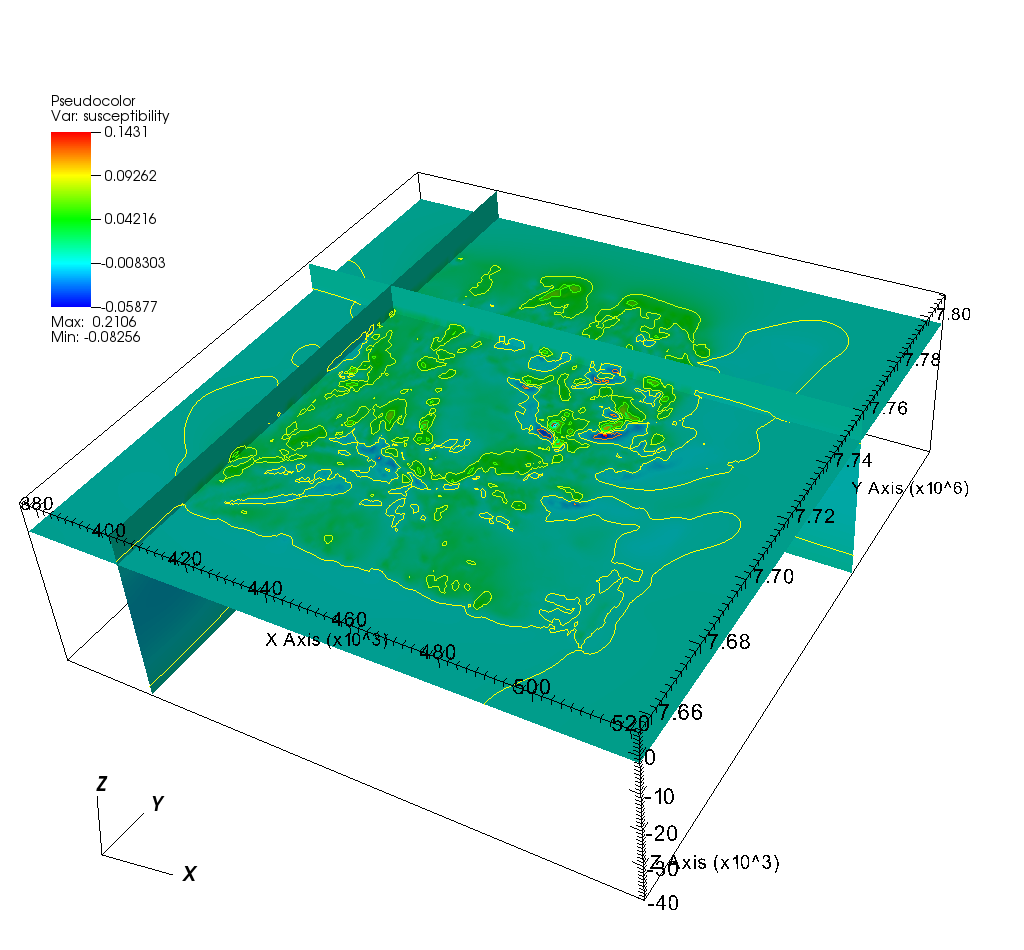 Pseudocolor
Var: susceptibility
0.1431
0.09262
0.04216
-0.008303
-0.05877
Max: 0.2106
Min: -0.08256
7.80
7.78
7.76
7.74
Y Axis (x10^6)
7.72
7.70
7.68
7.66
380
400
420
440
460
X Axis (x10^3)
480
500
520
0
-10
-20
Z Axis (x10^3)
-30
-40
Z
Y
X